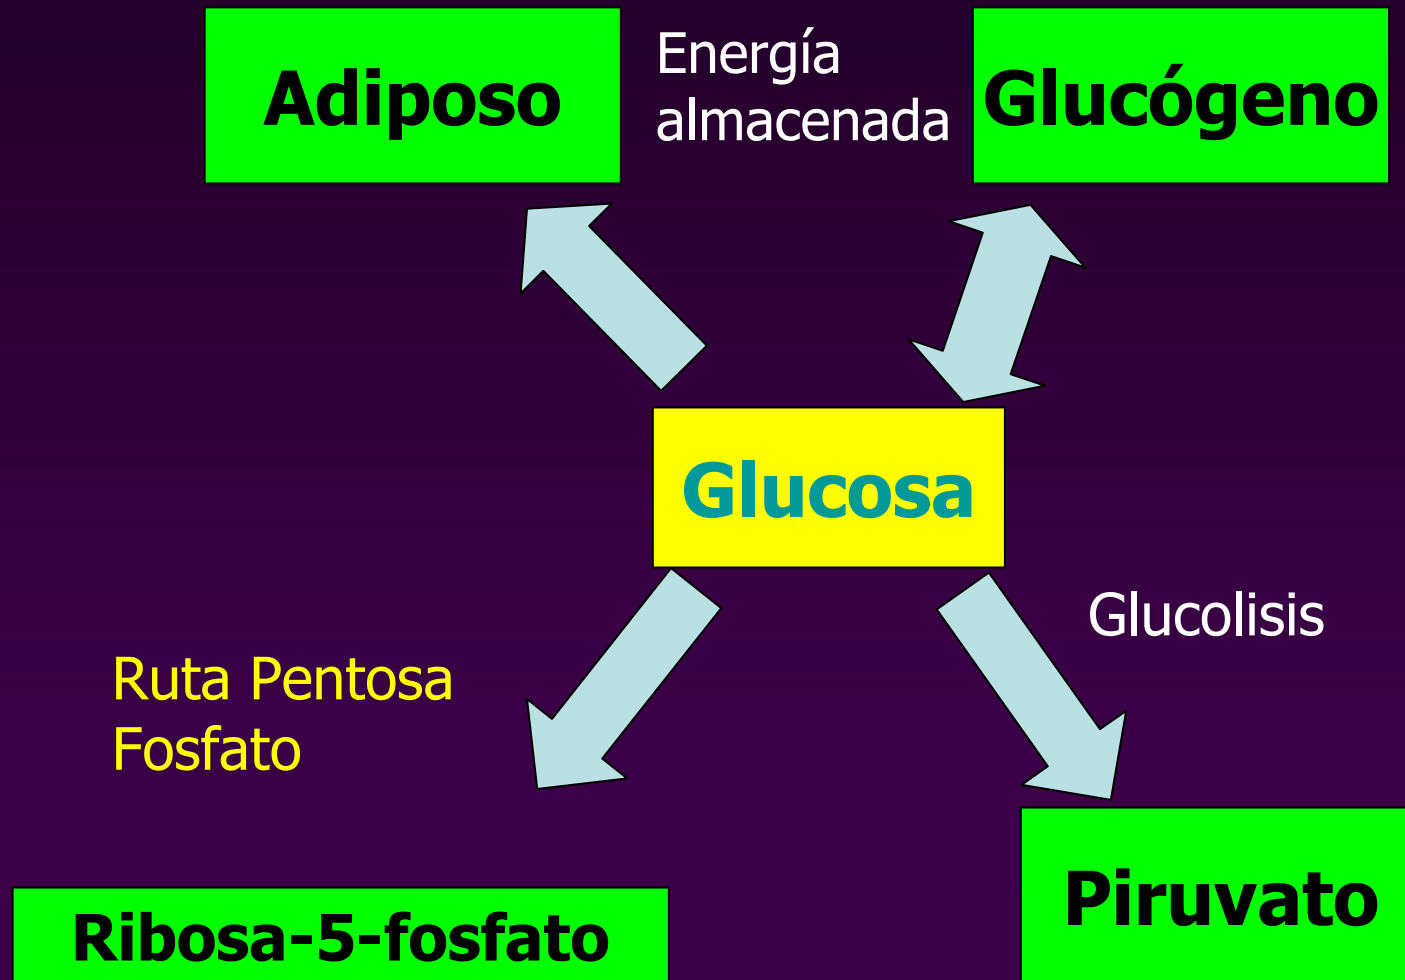 Adiposo
Energía
almacenada
Glucógeno
Glucosa
Glucolisis
Ruta Pentosa
Fosfato
Piruvato
Ribosa-5-fosfato